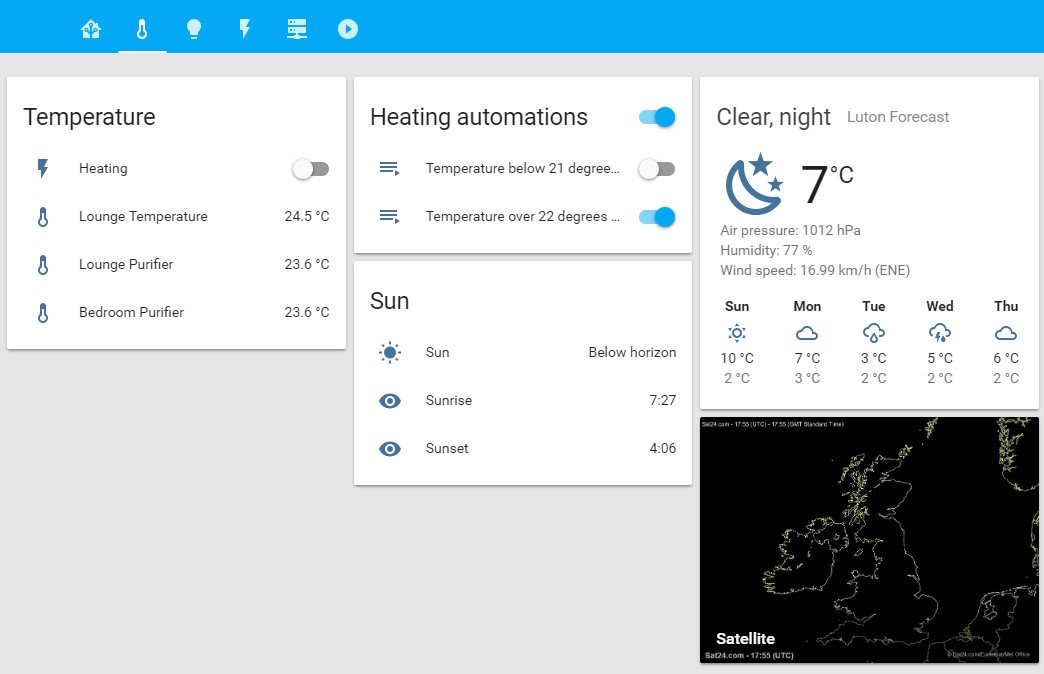 Temperature
Heating
Lounge Temperature 24.5 °C
Lounge Purifier 23.6 °C
Bedroom Purifier 23.6 °C
Heating automations
Temperature below 21 degree...
Temperature over 22 degrees ...
Sun
Sun Below horizon
Sunrise 7:27
Sunset 4:06
Clear, night Luton Forecast
7 °C
Air pressure: 1012 hPa
Humidity: 77 %
Wind speed: 16.99 km/h (ENE)
Sun Mon Tue Wed Thu
10 °C 7 °C 3 °C 5 °C 6 °C
2 °C 3 °C 2 °C 2 °C 2 °C
Sat24.com - 17:55 (UTC) - 17:55 (GMT Standard Time)
Satellite
Sat24.com - 17:55 (UTC)
© Sat24.com/Eumetsat/Met Office